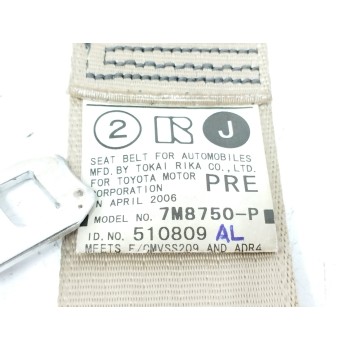 2 R J
SEAT BELT FOR AUTOMOBILES
MFD. BY TOKAI RIKA CO., LTD.
FOR TOYOTA MOTOR PRE
CORPORATION
IN APRIL 2006
MODEL NO. 7M8750-P
ID. NO. 510809 AL
MEETS F/CMVSS209 AND ADR4